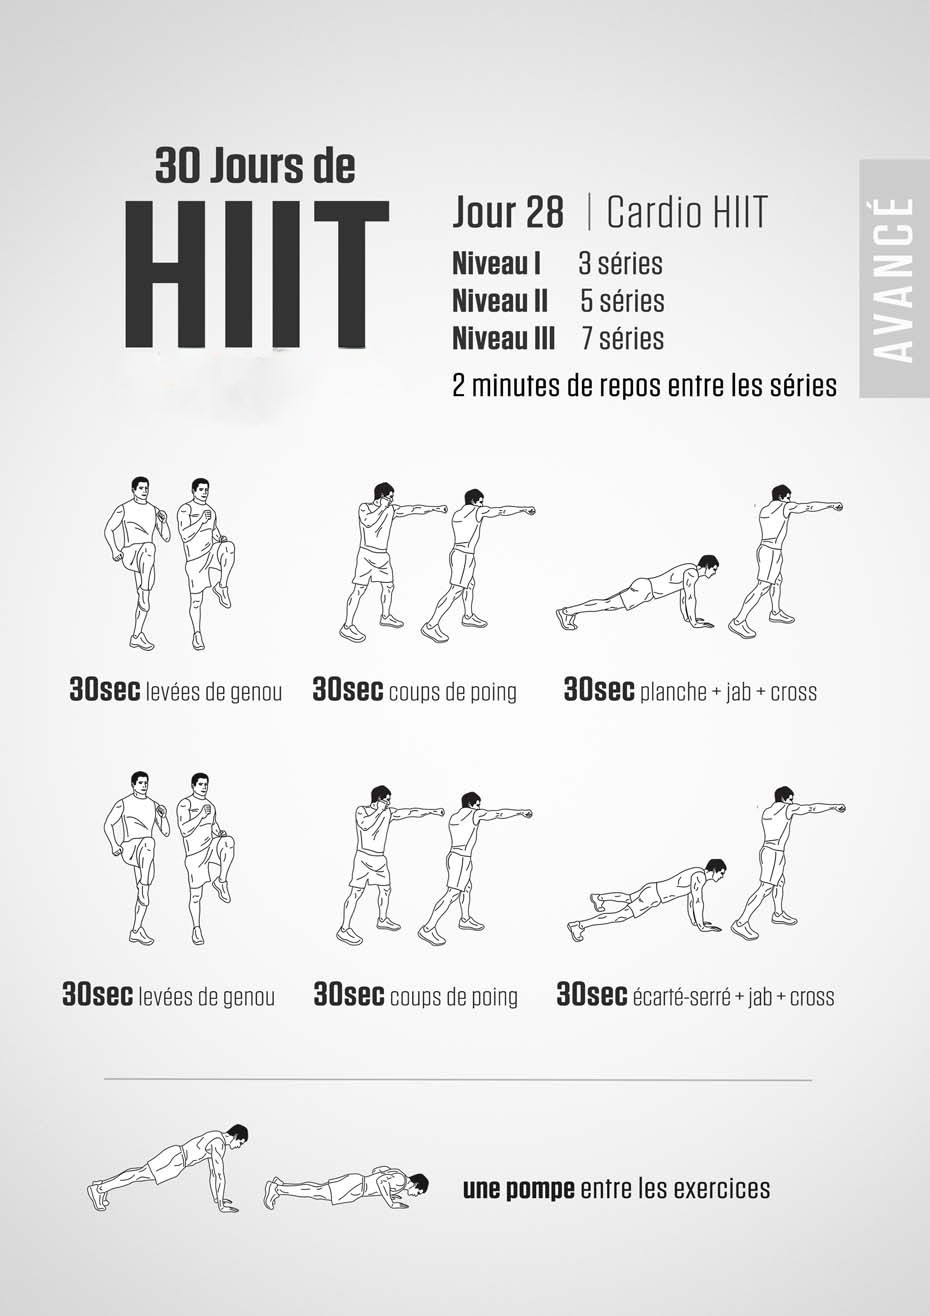 30 Jours de
HIIT
Jour 28 | Cardio HIIT
Niveau I 3 séries
Niveau II 5 séries
Niveau III 7 séries
2 minutes de repos entre les séries
AVANCÉ
30sec levées de genou
30sec coups de poing
30sec planche + jab + cross
30sec levées de genou
30sec coups de poing
30sec écarté-serré + jab + cross
une pompe entre les exercices